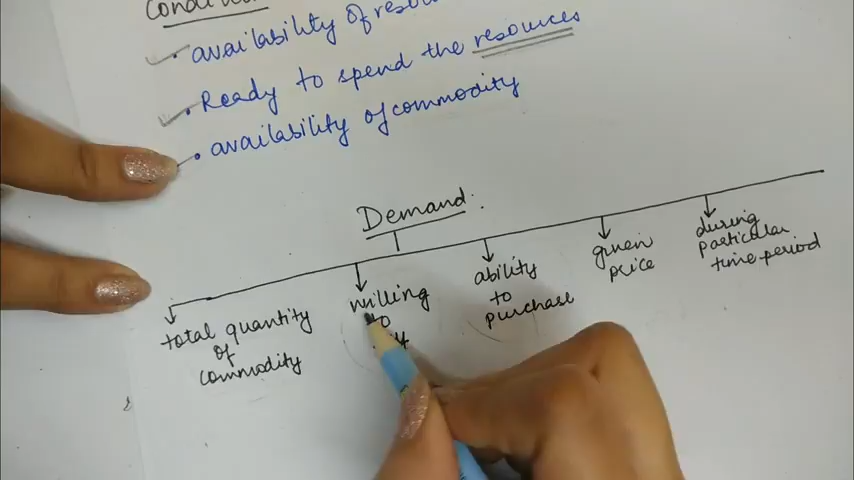 availability of
Ready to spend the resources
availability of commodity
Demand
total quantity
of
commodity
willing
to
ability
to
purchase
given
price
during
particular
time period